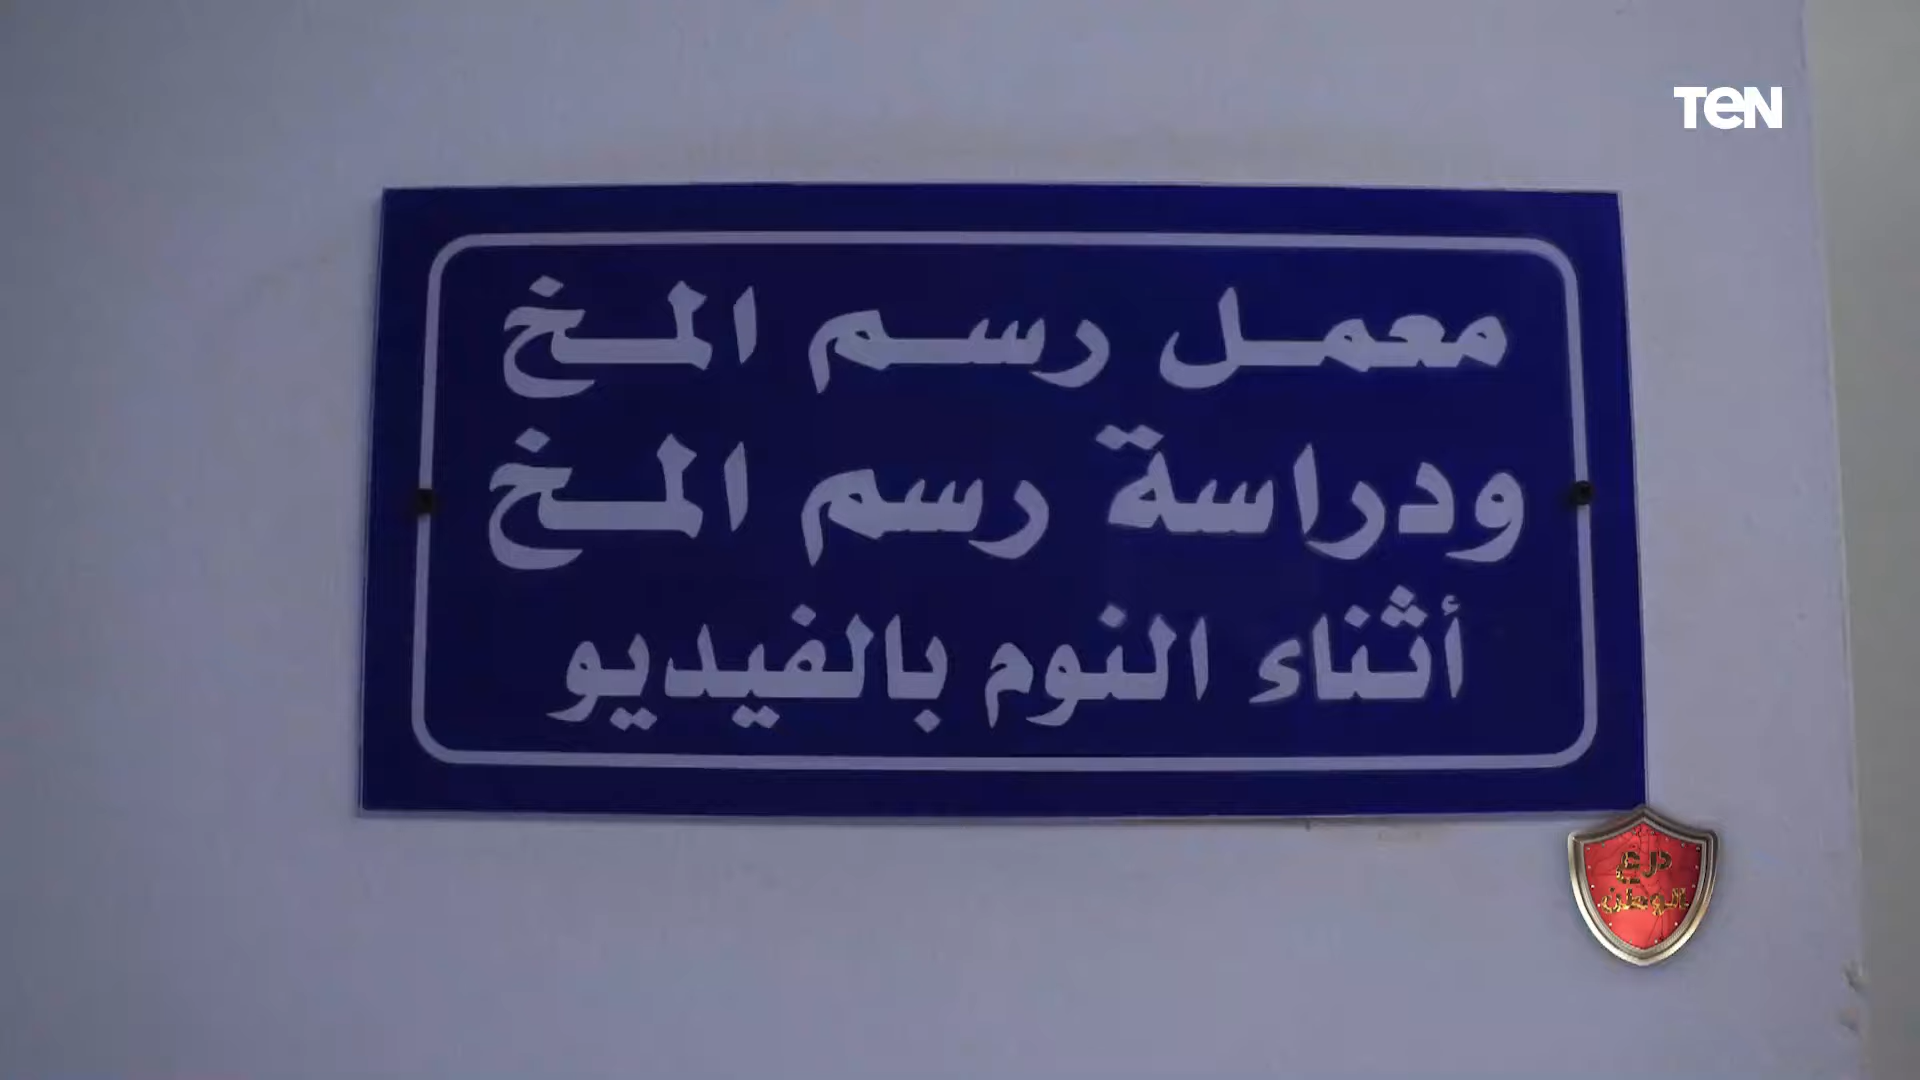 TEN
معمل رسم المخ
ودراسة رسم المخ
أثناء النوم بالفيديو
درع
الوطن